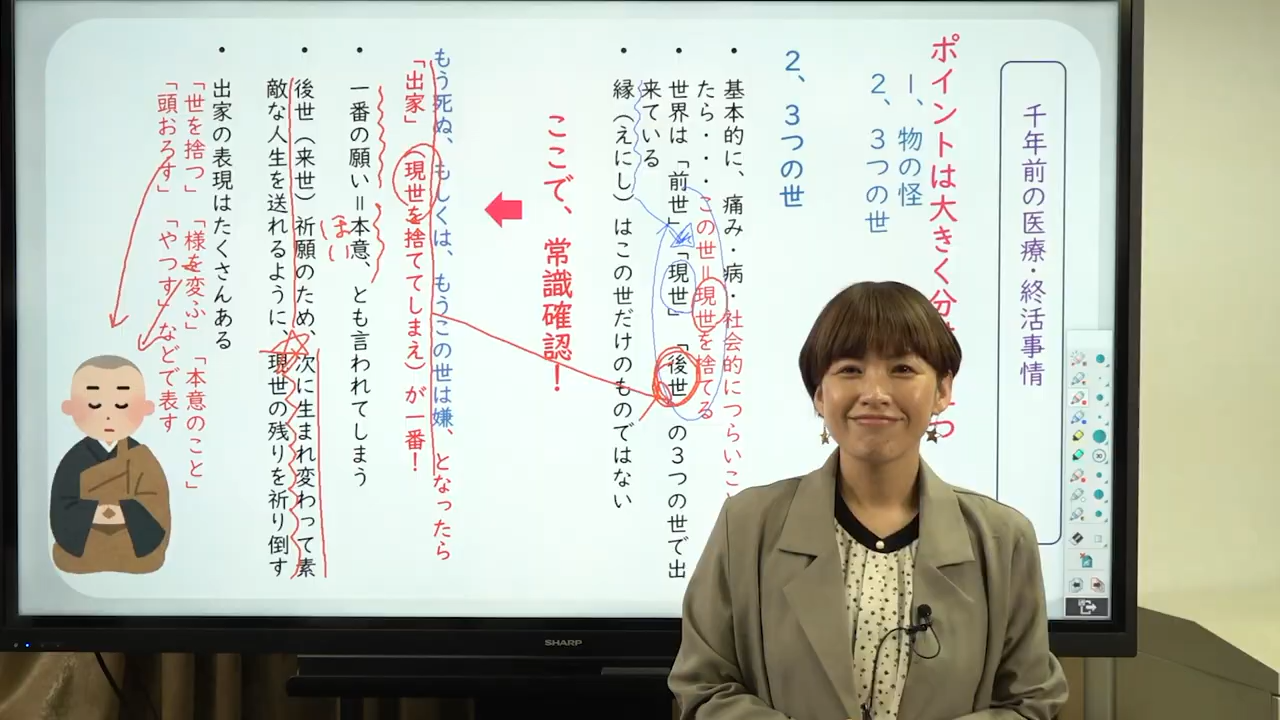 千年前の医療・終活事情
ポイントは大きく分
つ
1、物の怪
2、3つの世
2、3つの世
・基本的に、痛み・病・社会的につらいこ
たら・・・この世＝現世を捨てる
・世界は「前世」「現世」「後世」の3つの世で出
来ている
・縁（えにし）はこの世だけのものではない
ここで、常識確認！
もう死ぬ、もしくは、もうこの世は嫌、となったら
「出家」（現世を捨ててしまえ）が一番！
・一番の願い＝本意、とも言われてしまう
ほい
・後世（来世）祈願のため、次に生まれ変わって素
敵な人生を送れるように、現世の残りを祈り倒す
・出家の表現はたくさんある
「世を捨つ」「様を変ふ」「本意のこと」
「頭おろす」「やつす」などで表す
SHARP